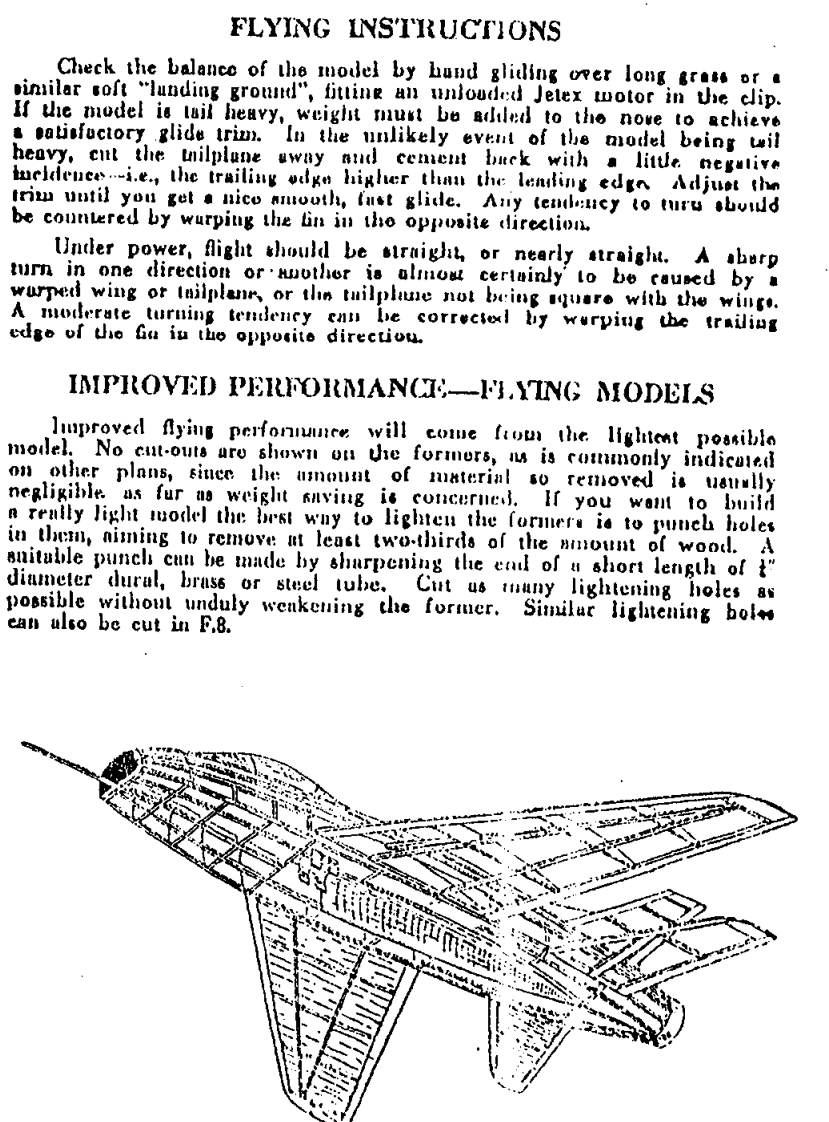 FLYING INSTRUCTIONS
Check the balance of the model by hand gliding over long grass or a
similar soft "landing ground", fitting an unloaded Jetex motor in the clip.
If the model is tail heavy, weight must be added to the nose to achieve
a satisfactory glide trim. In the unlikely event of the model being tail
heavy, cut the tailplane away and cement back with a little negative
incidence—i.e., the trailing edge higher than the leading edge. Adjust the
trim until you get a nice smooth, fast glide. Any tendency to turn should
be countered by warping the fin in the opposite direction.
Under power, flight should be straight, or nearly straight. A sharp
turn in one direction or another is almost certainly to be caused by a
warped wing or tailplane, or the tailplane not being square with the wings.
A moderate turning tendency can be corrected by warping the trailing
edge of the fin in the opposite direction.
IMPROVED PERFORMANCE—FLYING MODELS
Improved flying performance will come from the lightest possible
model. No cut-outs are shown on the formers, as is commonly indicated
on other plans, since the amount of material so removed is usually
negligible as far as weight saving is concerned. If you want to build
a really light model the best way to lighten the formers is to punch holes
in them, aiming to remove at least two-thirds of the amount of wood. A
suitable punch can be made by sharpening the end of a short length of
diameter dural, brass or steel tube. Cut as many lightening holes as
possible without unduly weakening the former. Similar lightening holes
can also be cut in F.8.